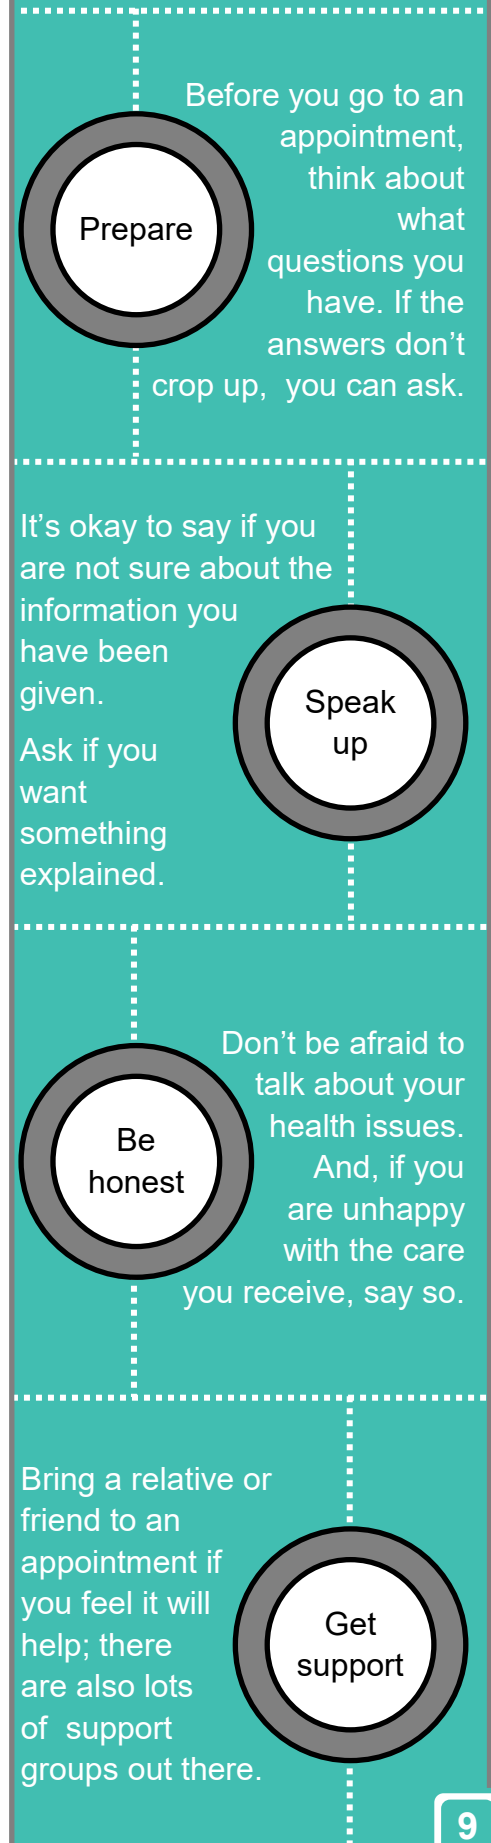 Before you go to an
appointment,
think about
what
questions you
have. If the
answers don’t
crop up,  you can ask.
Prepare
It’s okay to say if you
are not sure about the
information you
have been
given.
Ask if you
want
something
explained.
Speak
up
Don’t be afraid to
talk about your
health issues.
And, if you
are unhappy
with the care
you receive, say so.
Be
honest
Bring a relative or
friend to an
appointment if
you feel it will
help; there
are also lots
of  support
groups out there.
Get
support
9